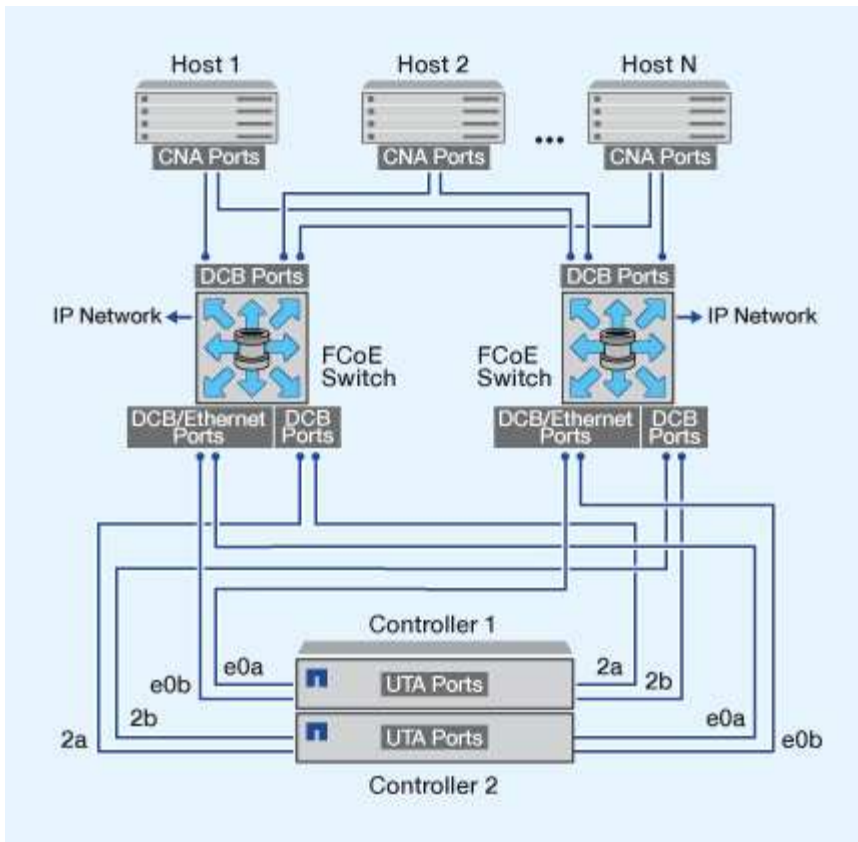 Host 1
Host 2
Host N
...
CNA Ports
CNA Ports
CNA Ports
DCB Ports
DCB Ports
IP Network
IP Network
FCoE
Switch
FCoE
Switch
DCB/Ethernet
Ports
DCB
Ports
DCB/Ethernet
Ports
DCB
Ports
Controller 1
e0a
2a
e0b
UTA Ports
2b
2b
e0a
2a
UTA Ports
e0b
Controller 2